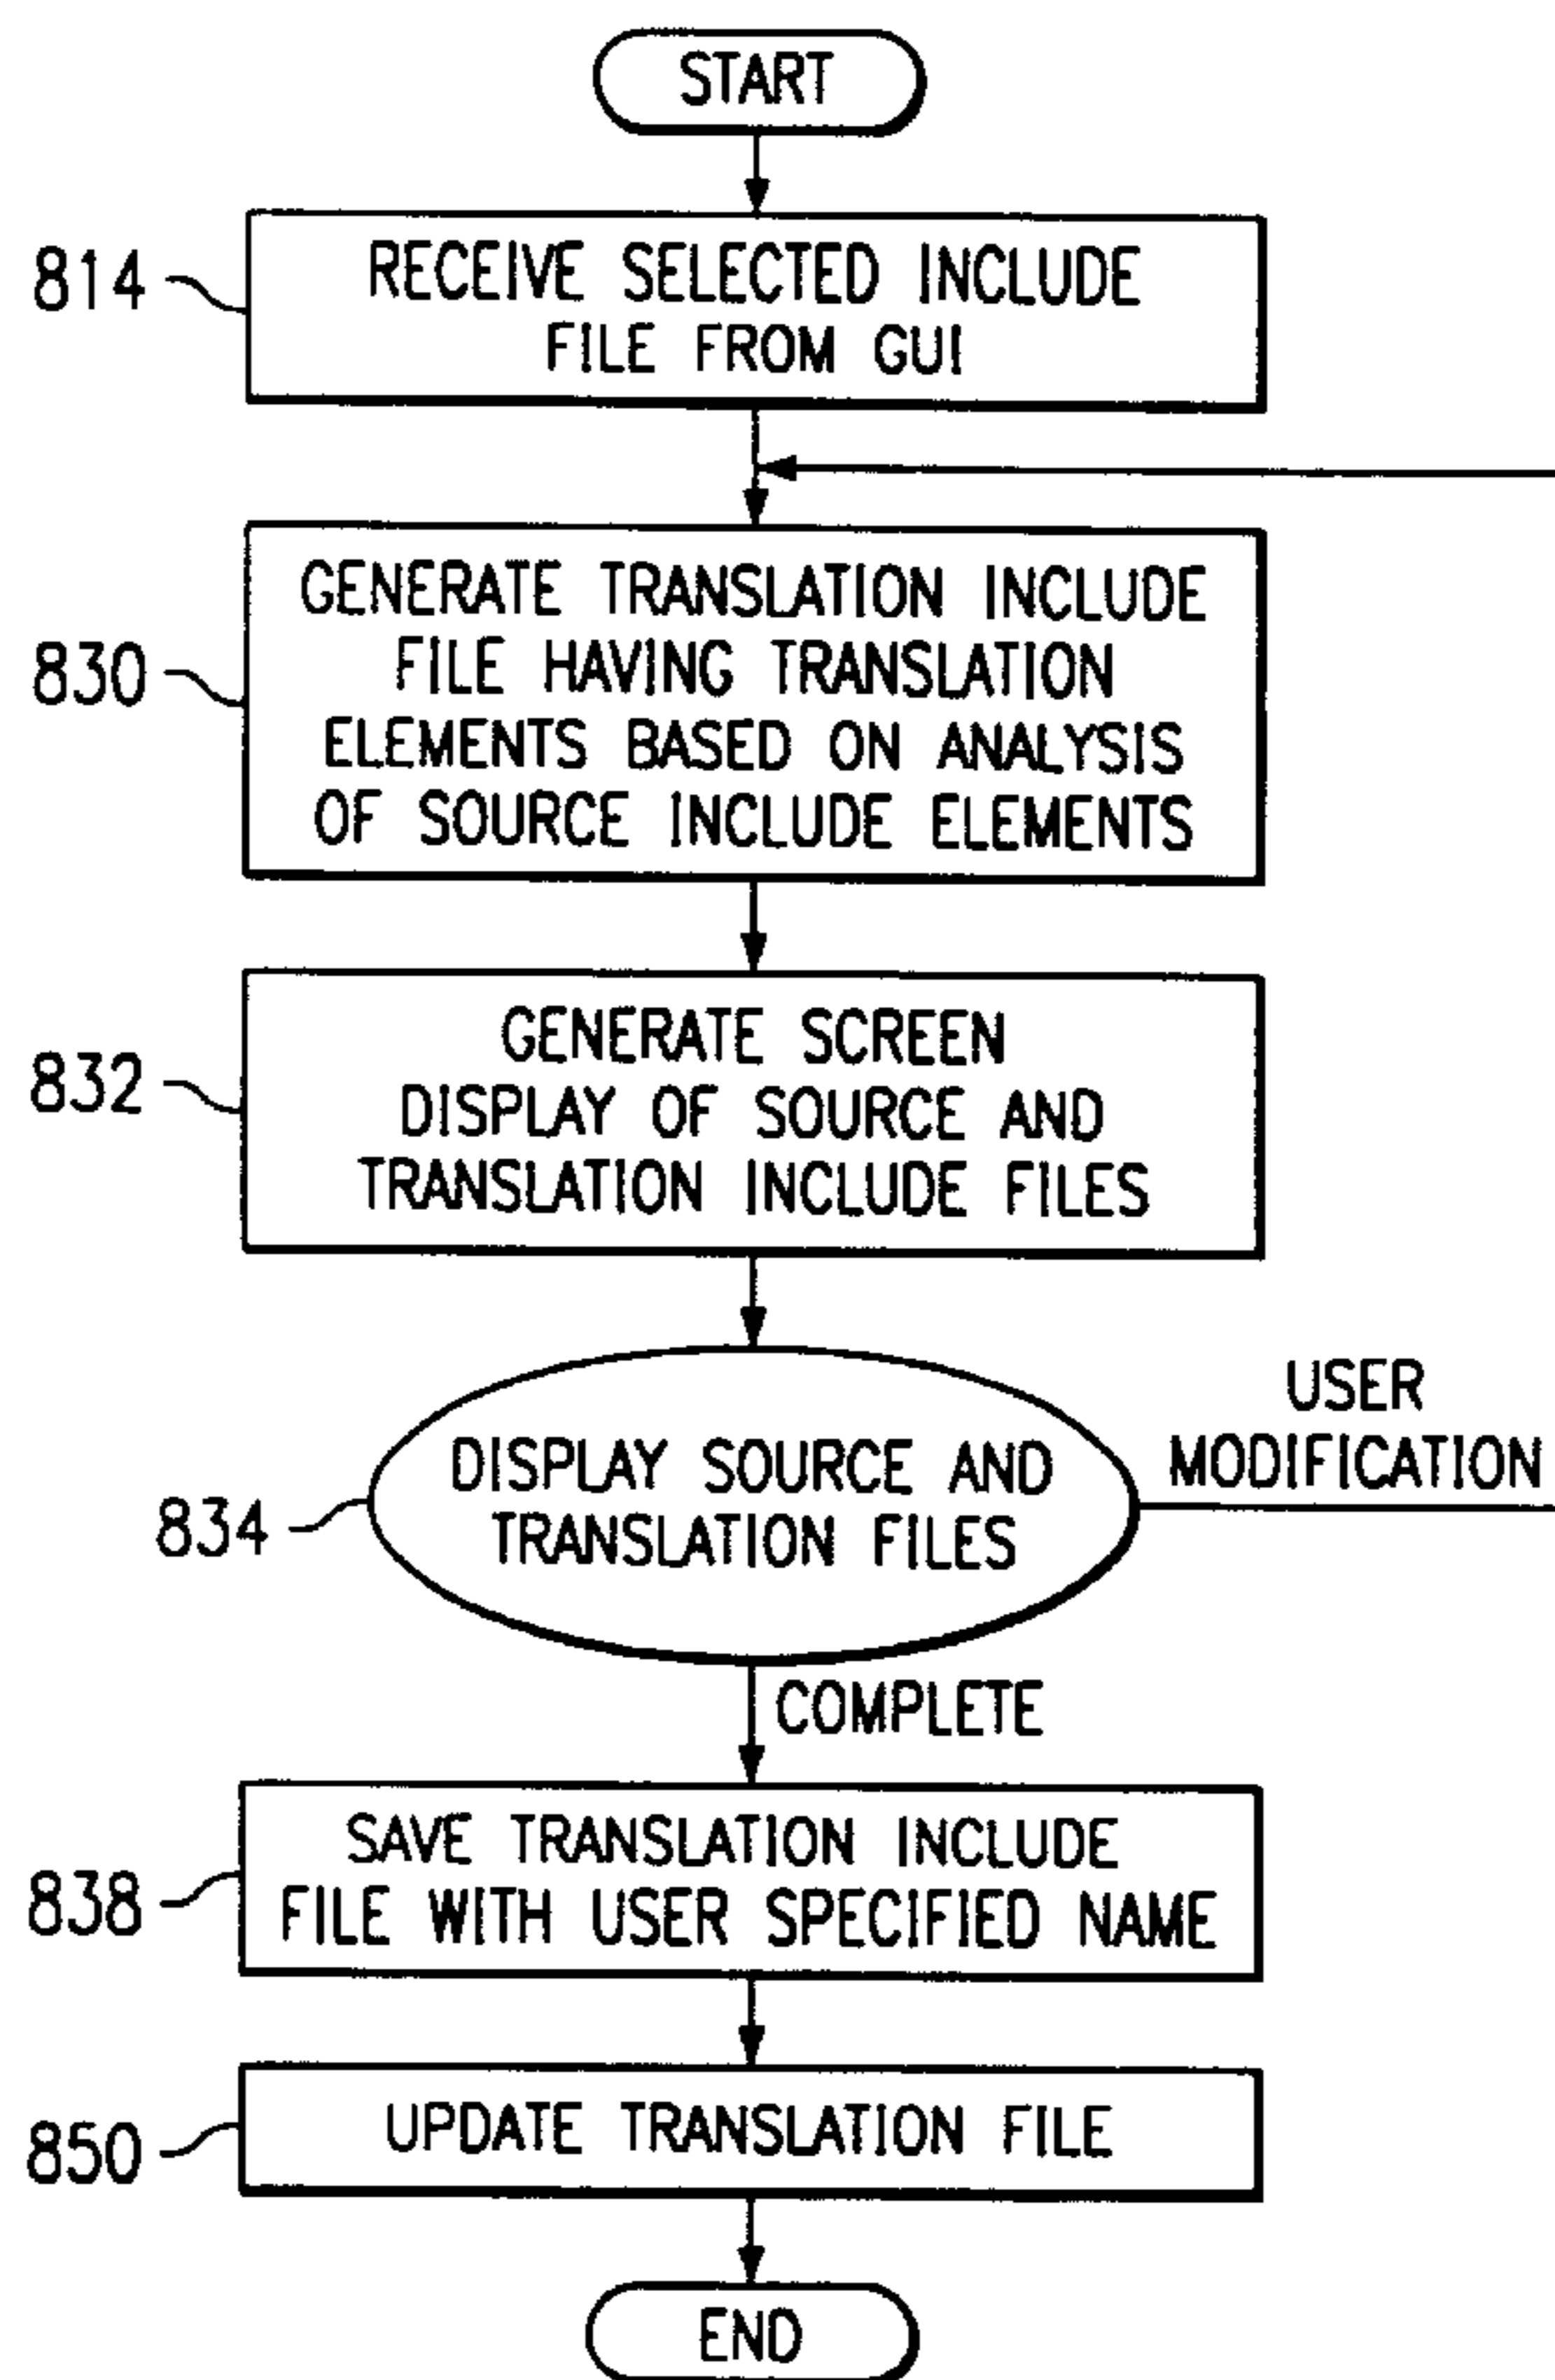 START
814
RECEIVE SELECTED INCLUDE
FILE FROM GUI
830
GENERATE TRANSLATION INCLUDE
FILE HAVING TRANSLATION
ELEMENTS BASED ON ANALYSIS
OF SOURCE INCLUDE ELEMENTS
832
GENERATE SCREEN
DISPLAY OF SOURCE AND
TRANSLATION INCLUDE FILES
834
DISPLAY SOURCE AND
TRANSLATION FILES
USER
MODIFICATION
COMPLETE
838
SAVE TRANSLATION INCLUDE
FILE WITH USER SPECIFIED NAME
850
UPDATE TRANSLATION FILE
END